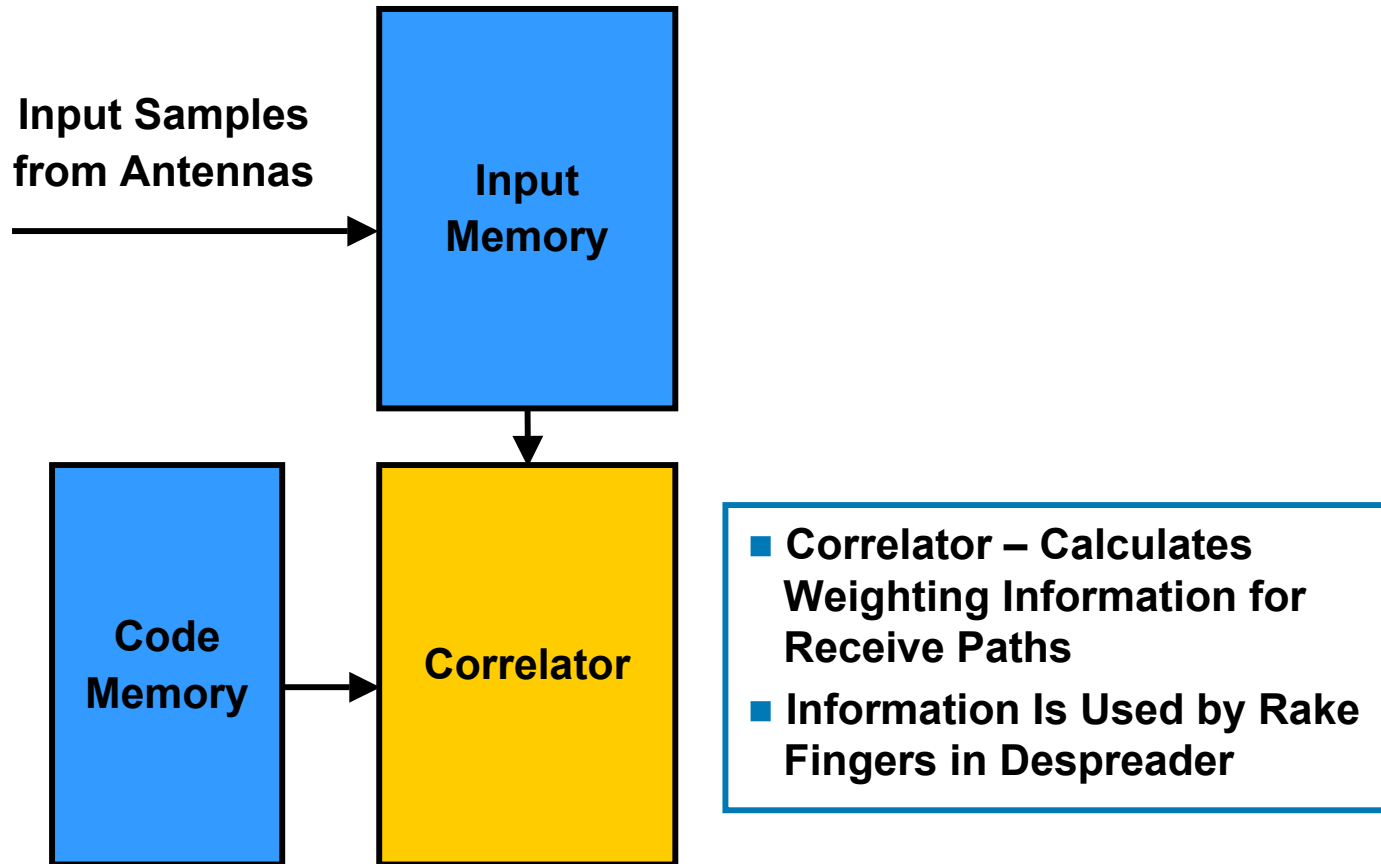 Input Samples
from Antennas
Input
Memory
Code
Memory
Correlator
■ Correlator – Calculates
Weighting Information for
Receive Paths
■ Information Is Used by Rake
Fingers in Despreader